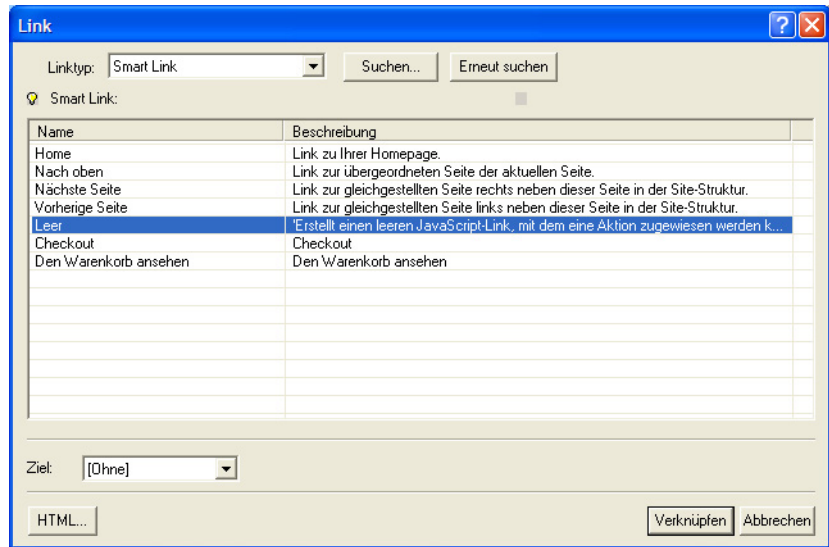 Link
Linktyp: Smart Link Suchen... Erneut suchen
Smart Link:
Name Beschreibung
Home Link zu Ihrer Homepage.
Nach oben Link zur übergeordneten Seite der aktuellen Seite.
Nächste Seite Link zur gleichgestellten Seite rechts neben dieser Seite in der Site-Struktur.
Vorherige Seite Link zur gleichgestellten Seite links neben dieser Seite in der Site-Struktur.
Leer 'Erstellt einen leeren JavaScript-Link, mit dem eine Aktion zugewiesen werden k...
Checkout Checkout
Den Warenkorb ansehen Den Warenkorb ansehen
Ziel: [Ohne]
HTML... Verknüpfen Abbrechen